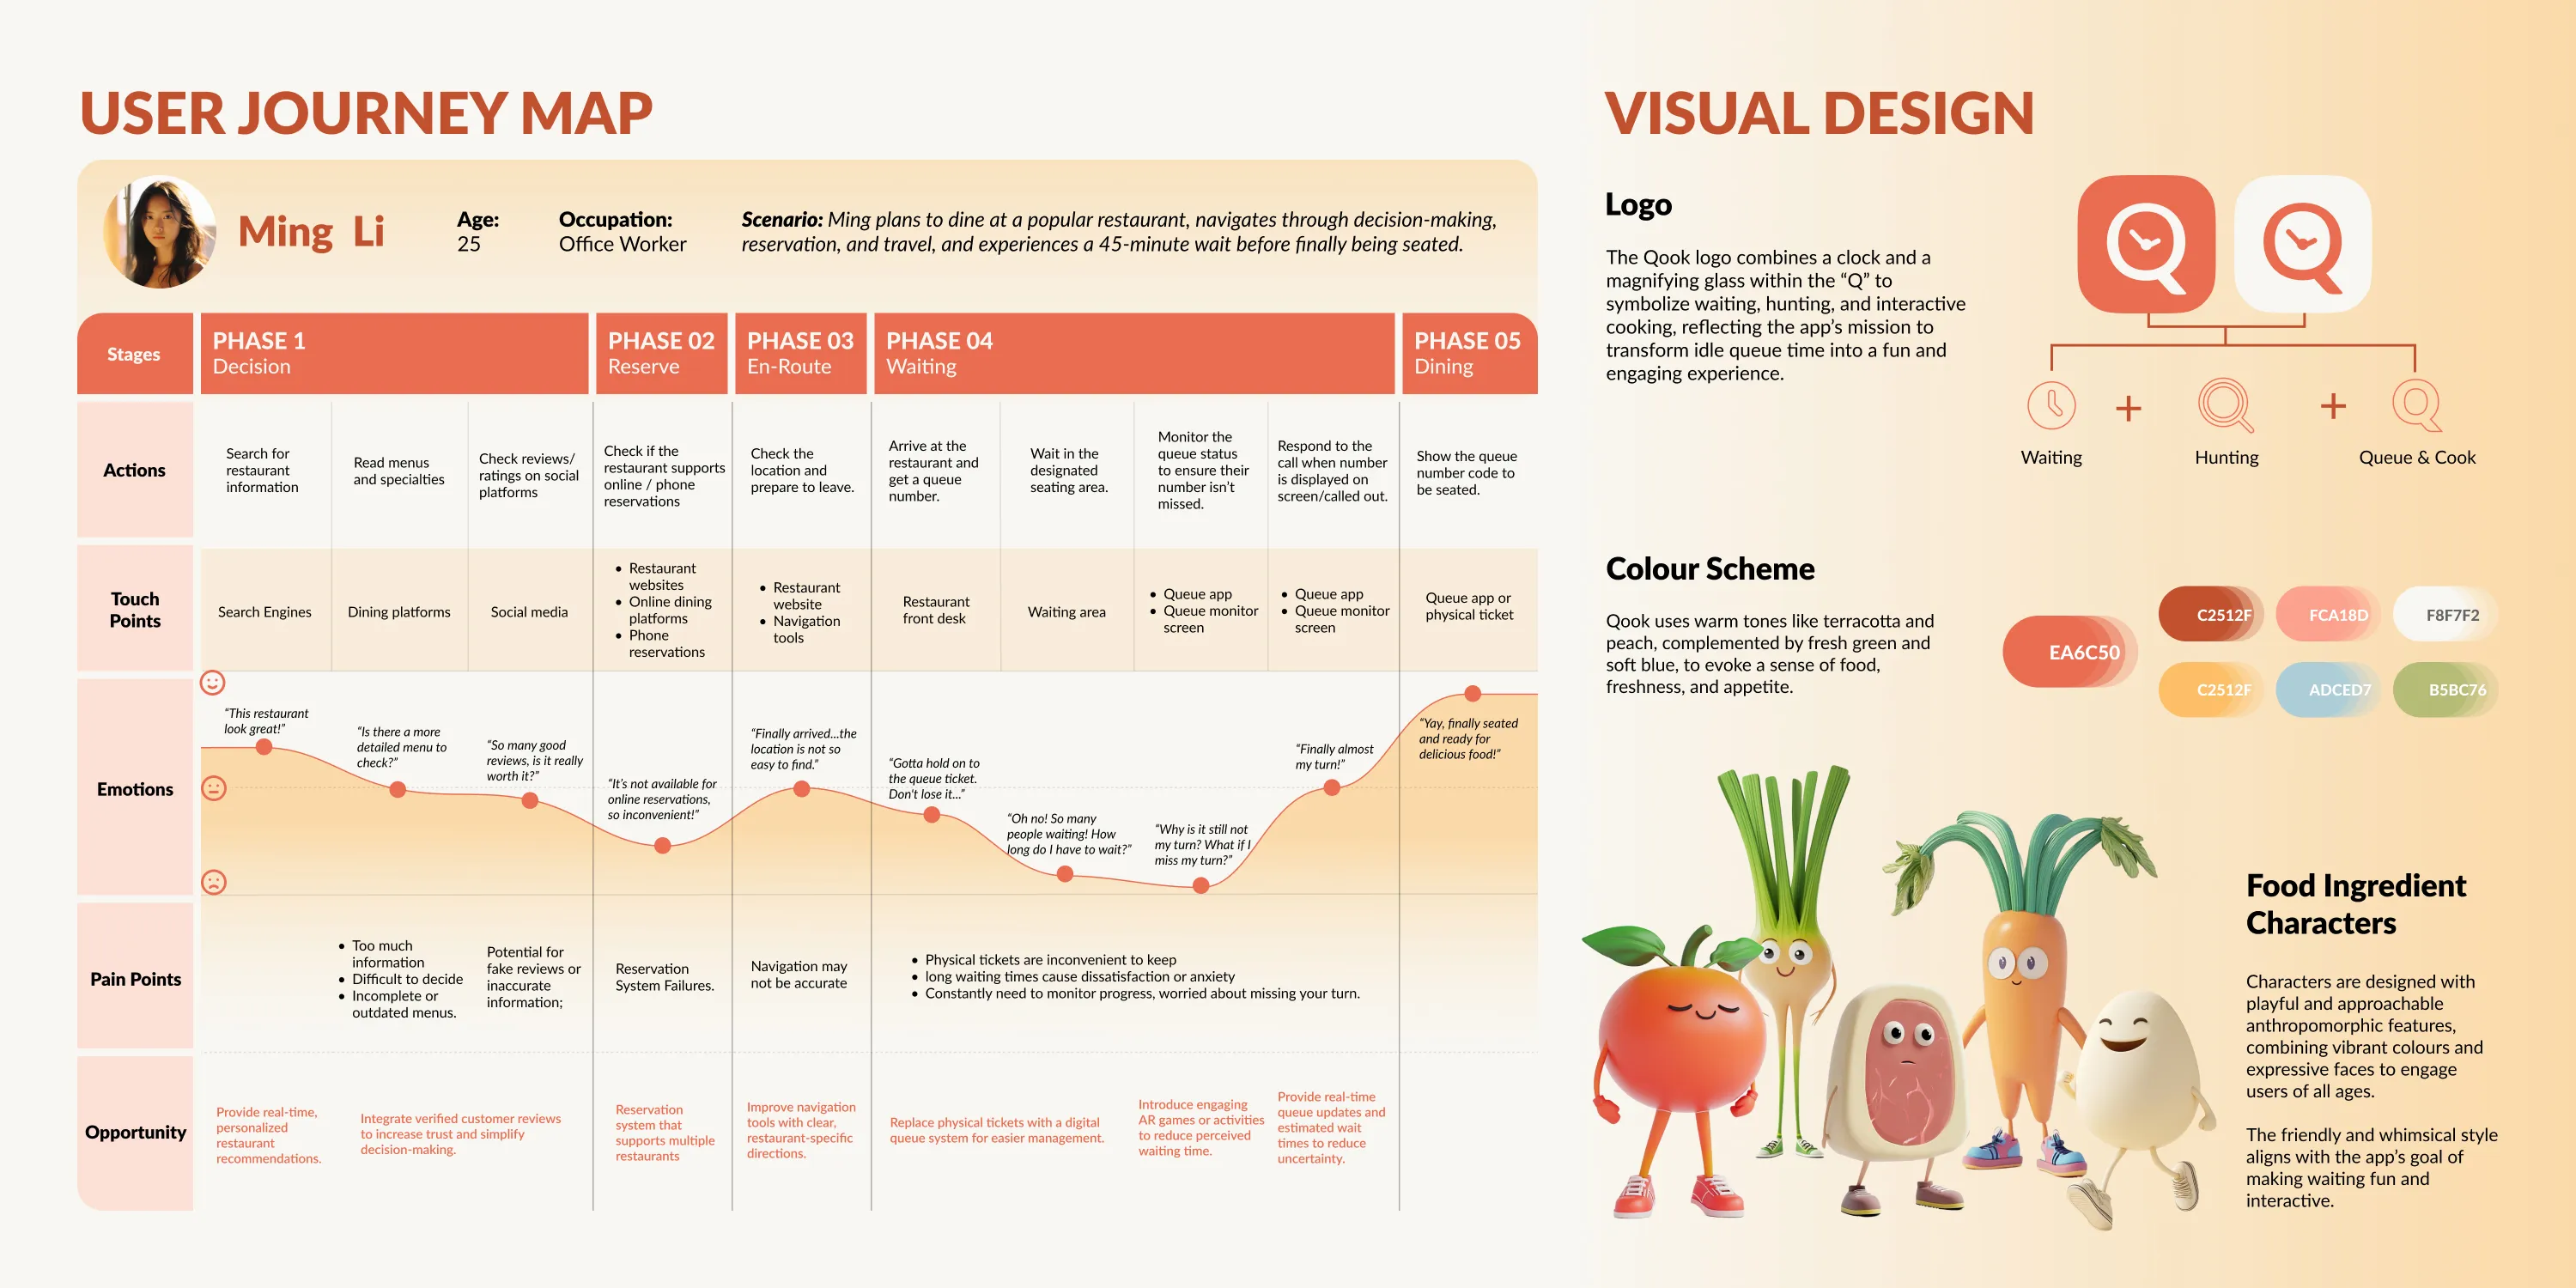 USER JOURNEY MAP
Ming Li
Age:
25
Occupation:
Office Worker
Scenario: Ming plans to dine at a popular restaurant, navigates through decision-making,
reservation, and travel, and experiences a 45-minute wait before finally being seated.
Stages
PHASE 1
Decision
PHASE 02
Reserve
PHASE 03
En-Route
PHASE 04
Waiting
PHASE 05
Dining
Actions
Search for
restaurant
information
Read menus
and specialties
Check reviews/
ratings on social
platforms
Check if the
restaurant supports
online / phone
reservations
Check the
location and
prepare to leave.
Arrive at the
restaurant and
get a queue
number.
Wait in the
designated
seating area.
Monitor the
queue status
to ensure their
number isn't
missed.
Respond to the
call when number
is displayed on
screen/called out.
Show the queue
number code to
be seated.
Touch
Points
Search Engines
Dining platforms
Social media
• Restaurant
websites
• Online dining
platforms
• Phone
reservations
• Restaurant
website
• Navigation
tools
Restaurant
front desk
Waiting area
• Queue app
• Queue monitor
screen
• Queue app
• Queue monitor
screen
Queue app or
physical ticket
Emotions
“This restaurant
look great!”
“Is there a more
detailed menu to
check?”
“So many good
reviews, is it really
worth it?”
“It's not available for
online reservations,
so inconvenient!”
“Finally arrived...the
location is not so
easy to find.”
“Gotta hold on to
the queue ticket.
Don't lose it...”
“Oh no! So many
people waiting! How
long do I have to wait?”
“Why is it still not
my turn? What if I
miss my turn?”
“Finally almost
my turn!”
“Yay, finally seated
and ready for
delicious food!”
Pain Points
• Too much
information
• Difficult to decide
• Incomplete or
outdated menus.
Potential for
fake reviews or
inaccurate
information;
Reservation
System Failures.
Navigation may
not be accurate
• Physical tickets are inconvenient to keep
• long waiting times cause dissatisfaction or anxiety
• Constantly need to monitor progress, worried about missing your turn.
Opportunity
Provide real-time,
personalized
restaurant
recommendations.
Integrate verified customer reviews
to increase trust and simplify
decision-making.
Reservation
system that
supports multiple
restaurants
Improve navigation
tools with clear,
restaurant-specific
directions.
Replace physical tickets with a digital
queue system for easier management.
Introduce engaging
AR games or activities
to reduce perceived
waiting time.
Provide real-time
queue updates and
estimated wait
times to reduce
uncertainty.
VISUAL DESIGN
Logo
The Qook logo combines a clock and a
magnifying glass within the “Q” to
symbolize waiting, hunting, and interactive
cooking, reflecting the app's mission to
transform idle queue time into a fun and
engaging experience.
Waiting
+
Hunting
+
Queue & Cook
Colour Scheme
Qook uses warm tones like terracotta and
peach, complemented by fresh green and
soft blue, to evoke a sense of food,
freshness, and appetite.
EA6C50
C2512F
FCA18D
F8F7F2
C2512F
ADCED7
B5BC76
Food Ingredient
Characters
Characters are designed with
playful and approachable
anthropomorphic features,
combining vibrant colours and
expressive faces to engage
users of all ages.
The friendly and whimsical style
aligns with the app's goal of
making waiting fun and
interactive.